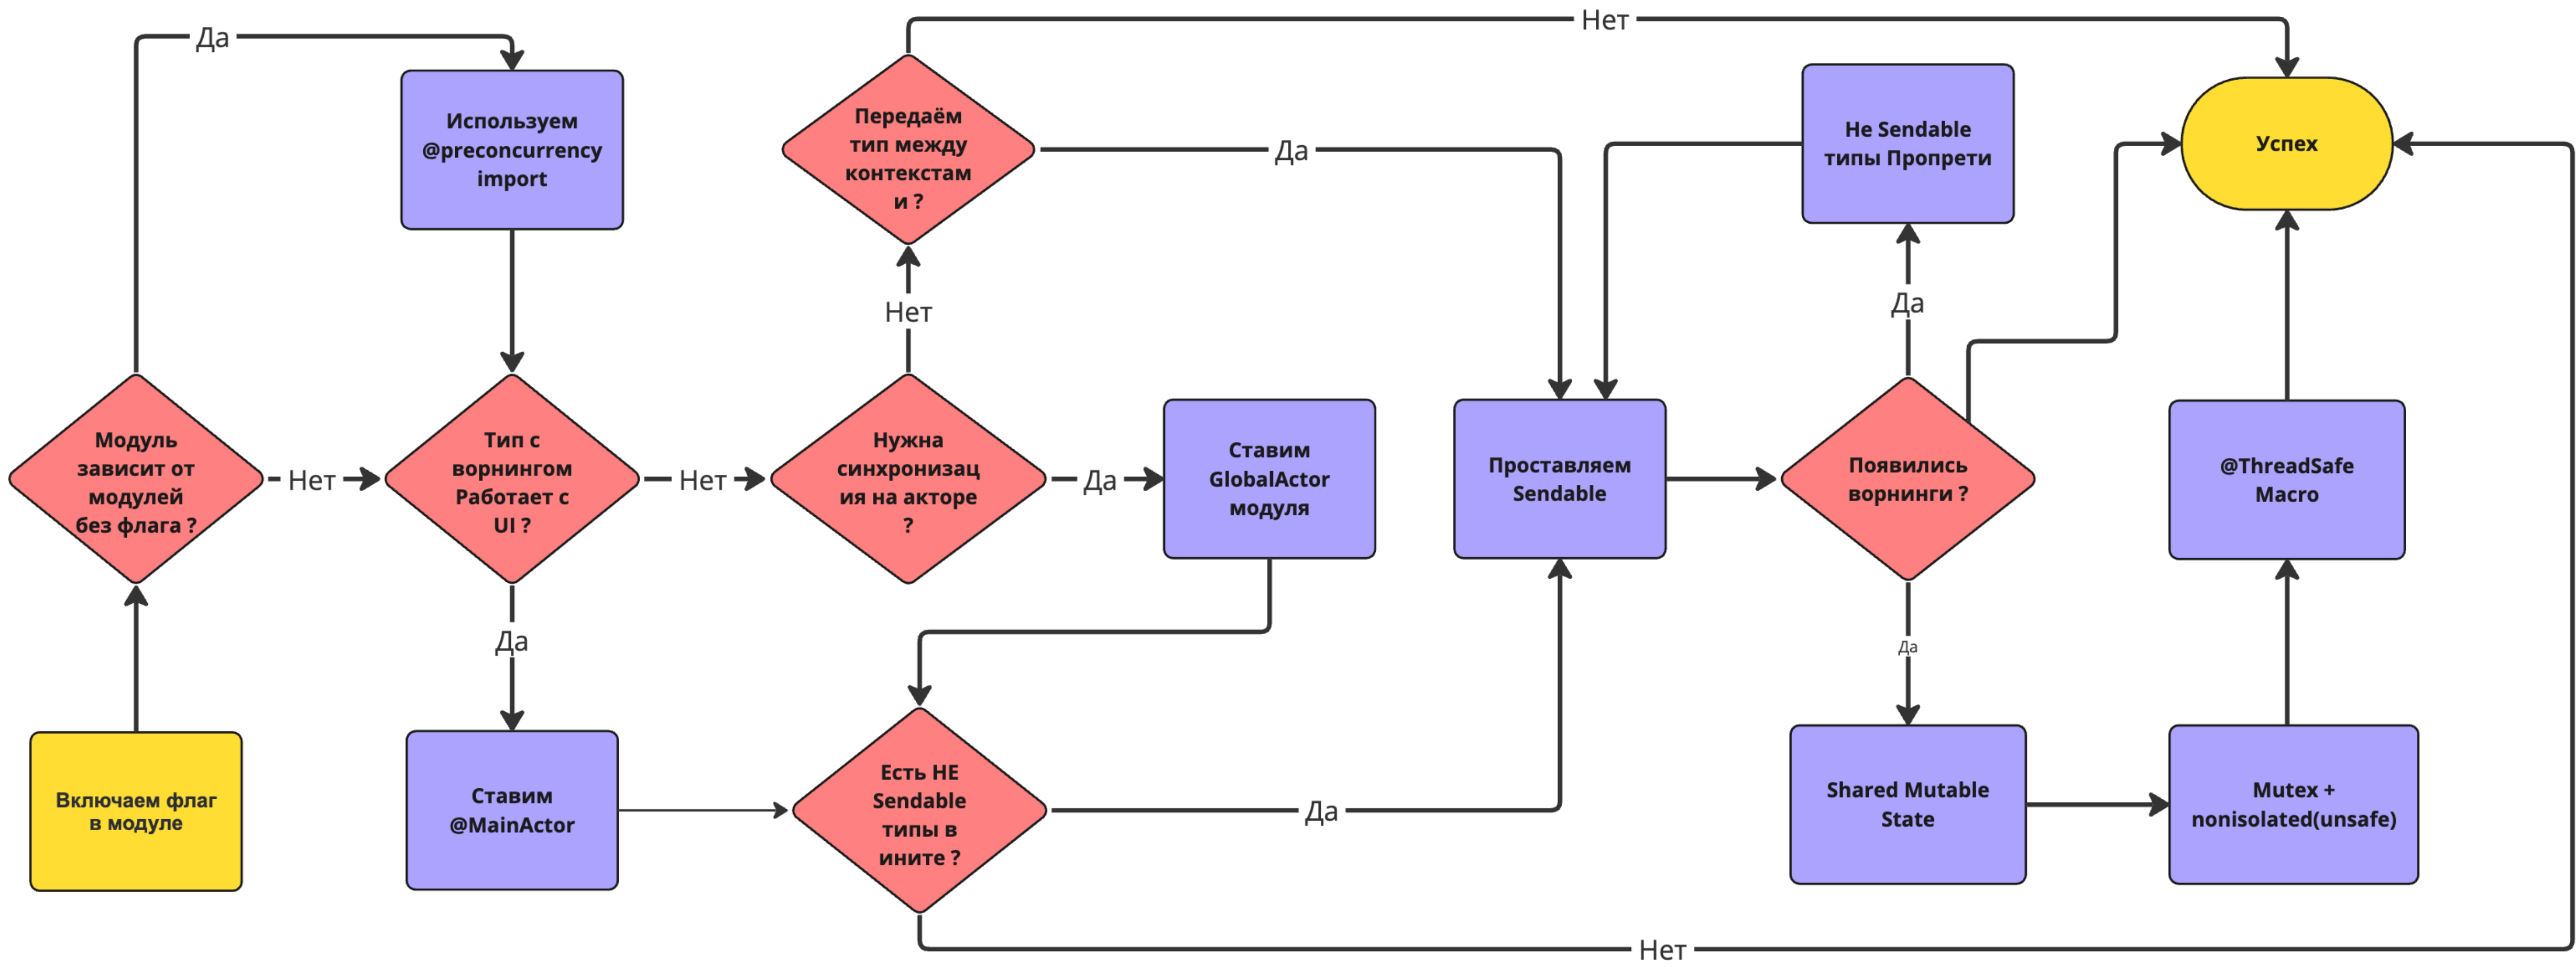 Нет
Да
Используем
@preconcurrency
import
Передаём
тип между
контекстам
и ?
Да
Не Sendable
типы Пропрети
Успех
Нет
Да
Модуль
зависит от
модулей
без флага ?
Нет
Тип с
ворнингом
Работает с
UI ?
Нет
Нужна
синхронизац
ия на акторе
?
Да
Ставим
GlobalActor
модуля
Проставляем
Sendable
Появились
ворнинги ?
@ThreadSafe
Macro
Да
Да
Включаем флаг
в модуле
Ставим
@MainActor
Есть НЕ
Sendable
типы в
ините ?
Да
Shared Mutable
State
Mutex +
nonisolated(unsafe)
Нет